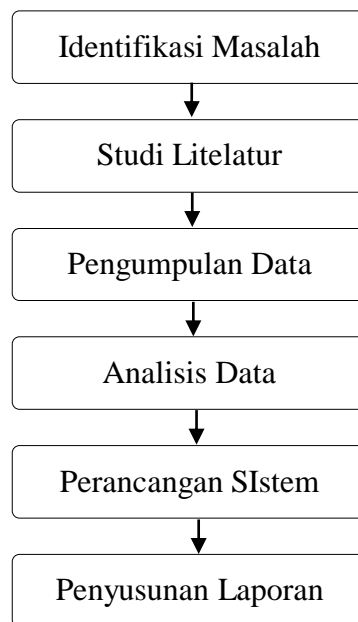 Identifikasi Masalah
Studi Litelatur
Pengumpulan Data
Analisis Data
Perancangan SIstem
Penyusunan Laporan